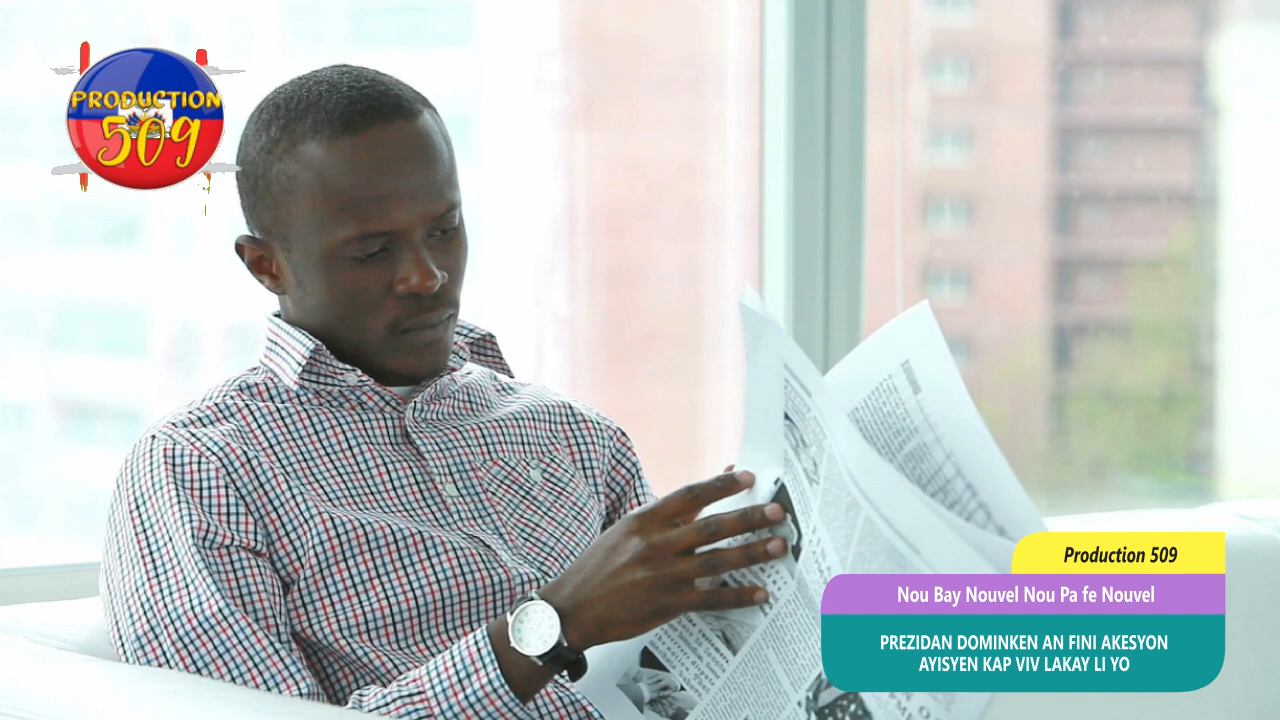 PRODUCTION
509
Production 509
Nou Bay Nouvel Nou Pa fe Nouvel
PREZIDAN DOMINKEN AN FINI AKESYON
AYISYEN KAP VIV LAKAY LI YO